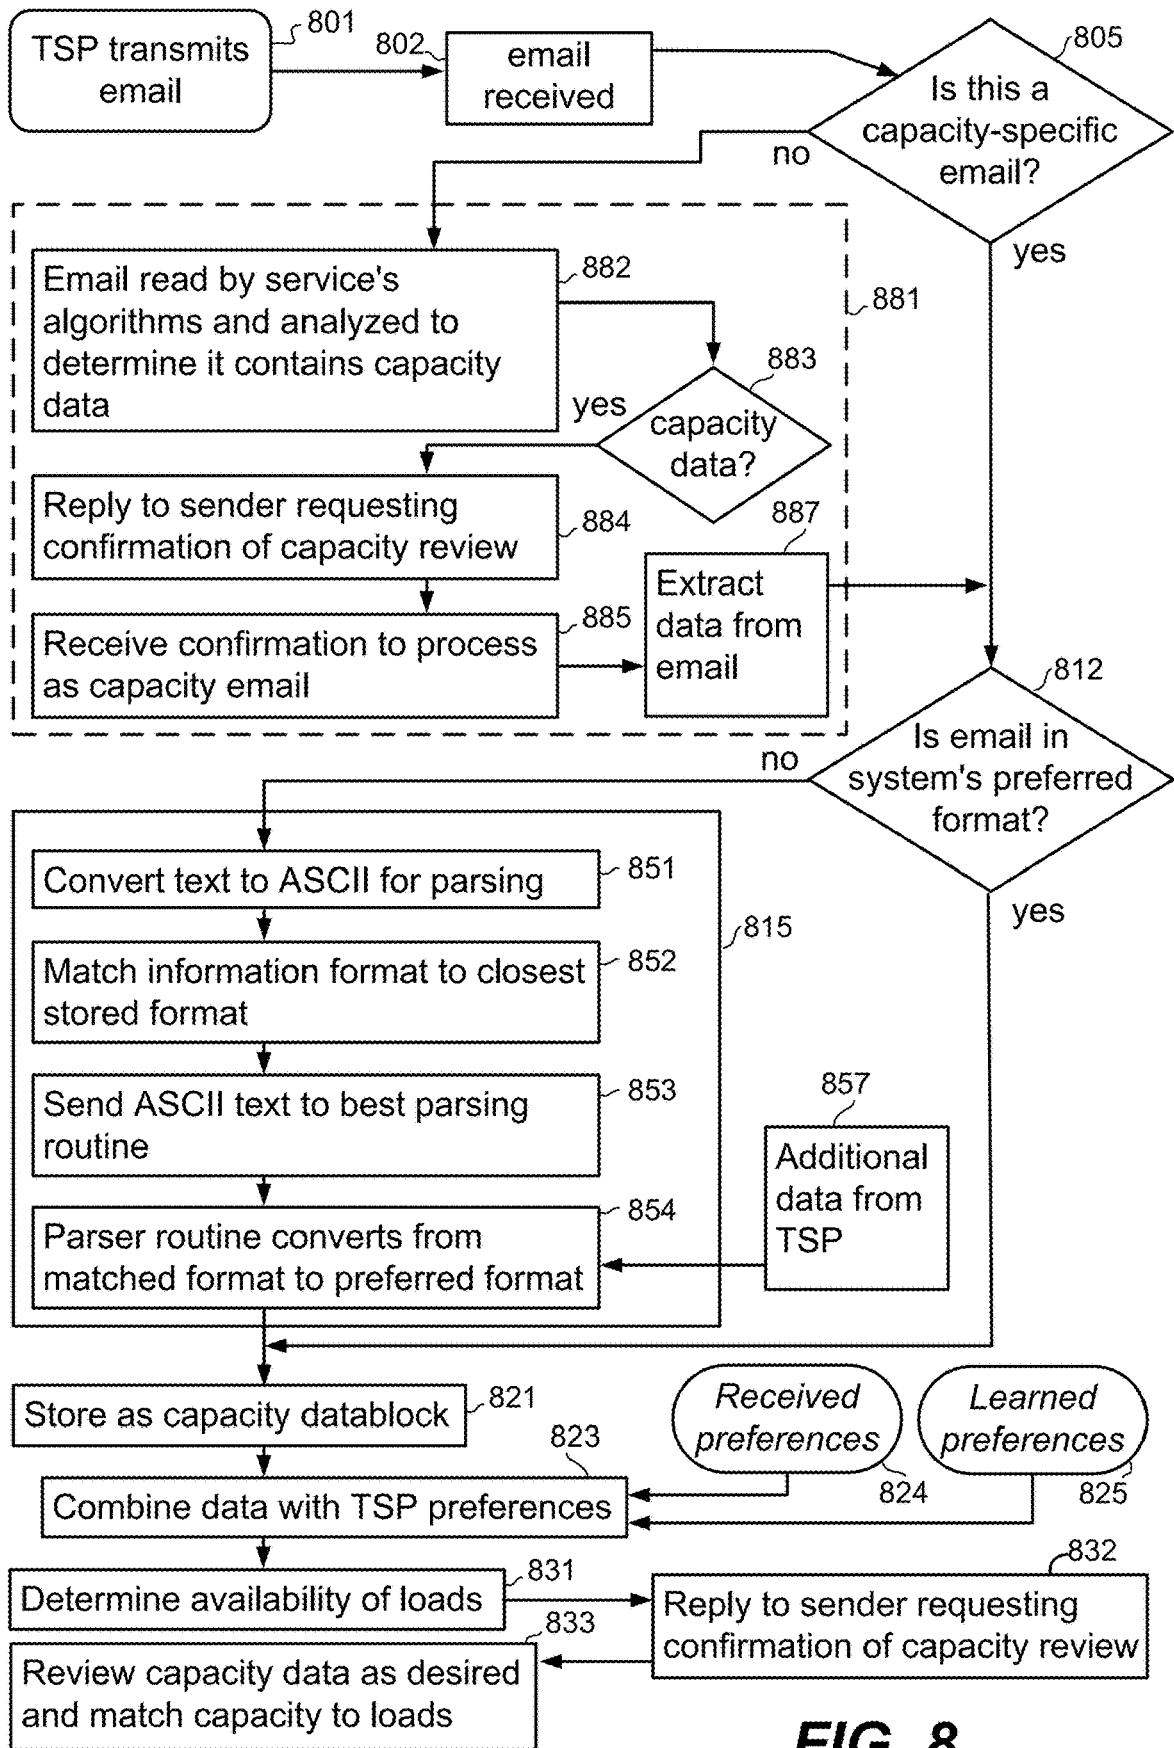 TSP transmits
email
801
802
email
received
805
Is this a
capacity-specific
email?
no
yes
881
Email read by service's
algorithms and analyzed to
determine it contains capacity
data
882
883
capacity
data?
yes
Reply to sender requesting
confirmation of capacity review
884
Receive confirmation to process
as capacity email
885
887
Extract
data from
email
812
Is email in
system's preferred
format?
no
yes
815
Convert text to ASCII for parsing
851
Match information format to closest
stored format
852
Send ASCII text to best parsing
routine
853
Parser routine converts from
matched format to preferred format
854
857
Additional
data from
TSP
Store as capacity datablock
821
Received
preferences
824
Learned
preferences
825
823
Combine data with TSP preferences
Determine availability of loads
831
832
Reply to sender requesting
confirmation of capacity review
833
Review capacity data as desired
and match capacity to loads
FIG. 8